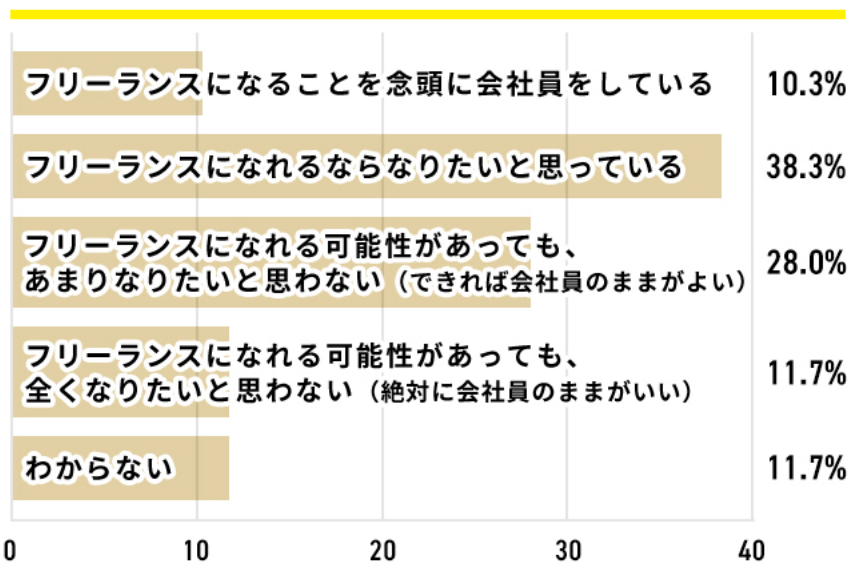 フリーランスになることを念頭に会社員をしている 10.3%
フリーランスになれるならなりたいと思っている 38.3%
フリーランスになれる可能性があっても、
あまりなりたいと思わない（できれば会社員のままがよい） 28.0%
フリーランスになれる可能性があっても、
全くなりたいと思わない（絶対に会社員のままがいい） 11.7%
わからない 11.7%
0 10 20 30 40